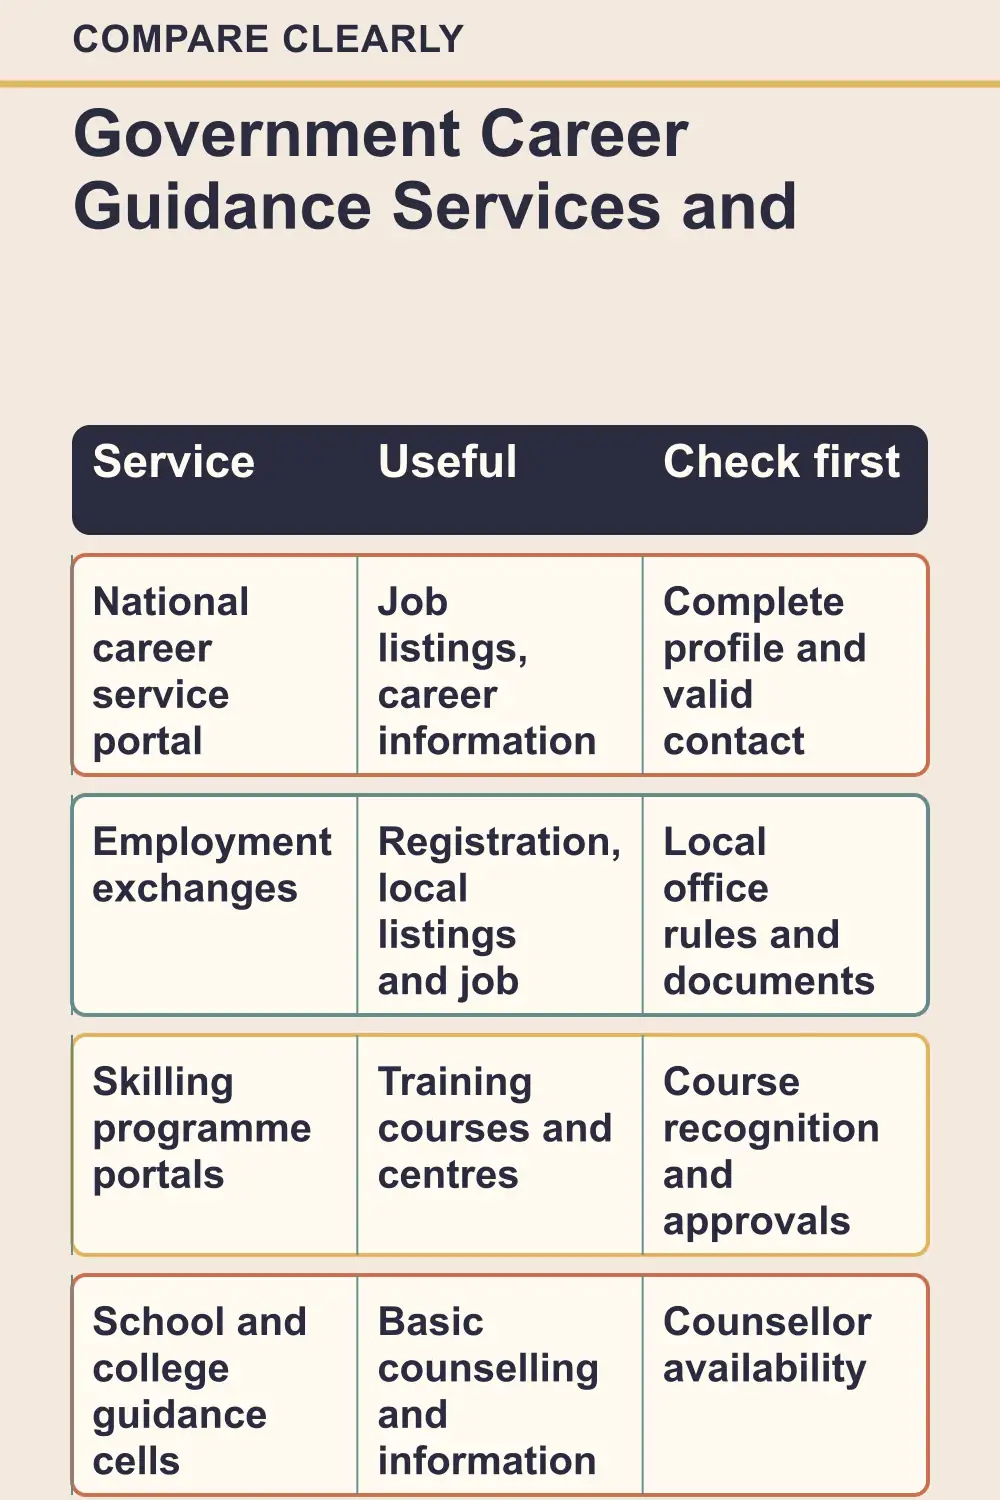 COMPARE CLEARLY
Government Career
Guidance Services and
Service
Useful
Check first
National
career
service
portal
Job
listings,
career
information
Complete
profile and
valid
contact
Employment
exchanges
Registration,
local
listings
and job
Local
office
rules and
documents
Skilling
programme
portals
Training
courses and
centres
Course
recognition
and
approvals
School and
college
guidance
cells
Basic
counselling
and
information
Counsellor
availability